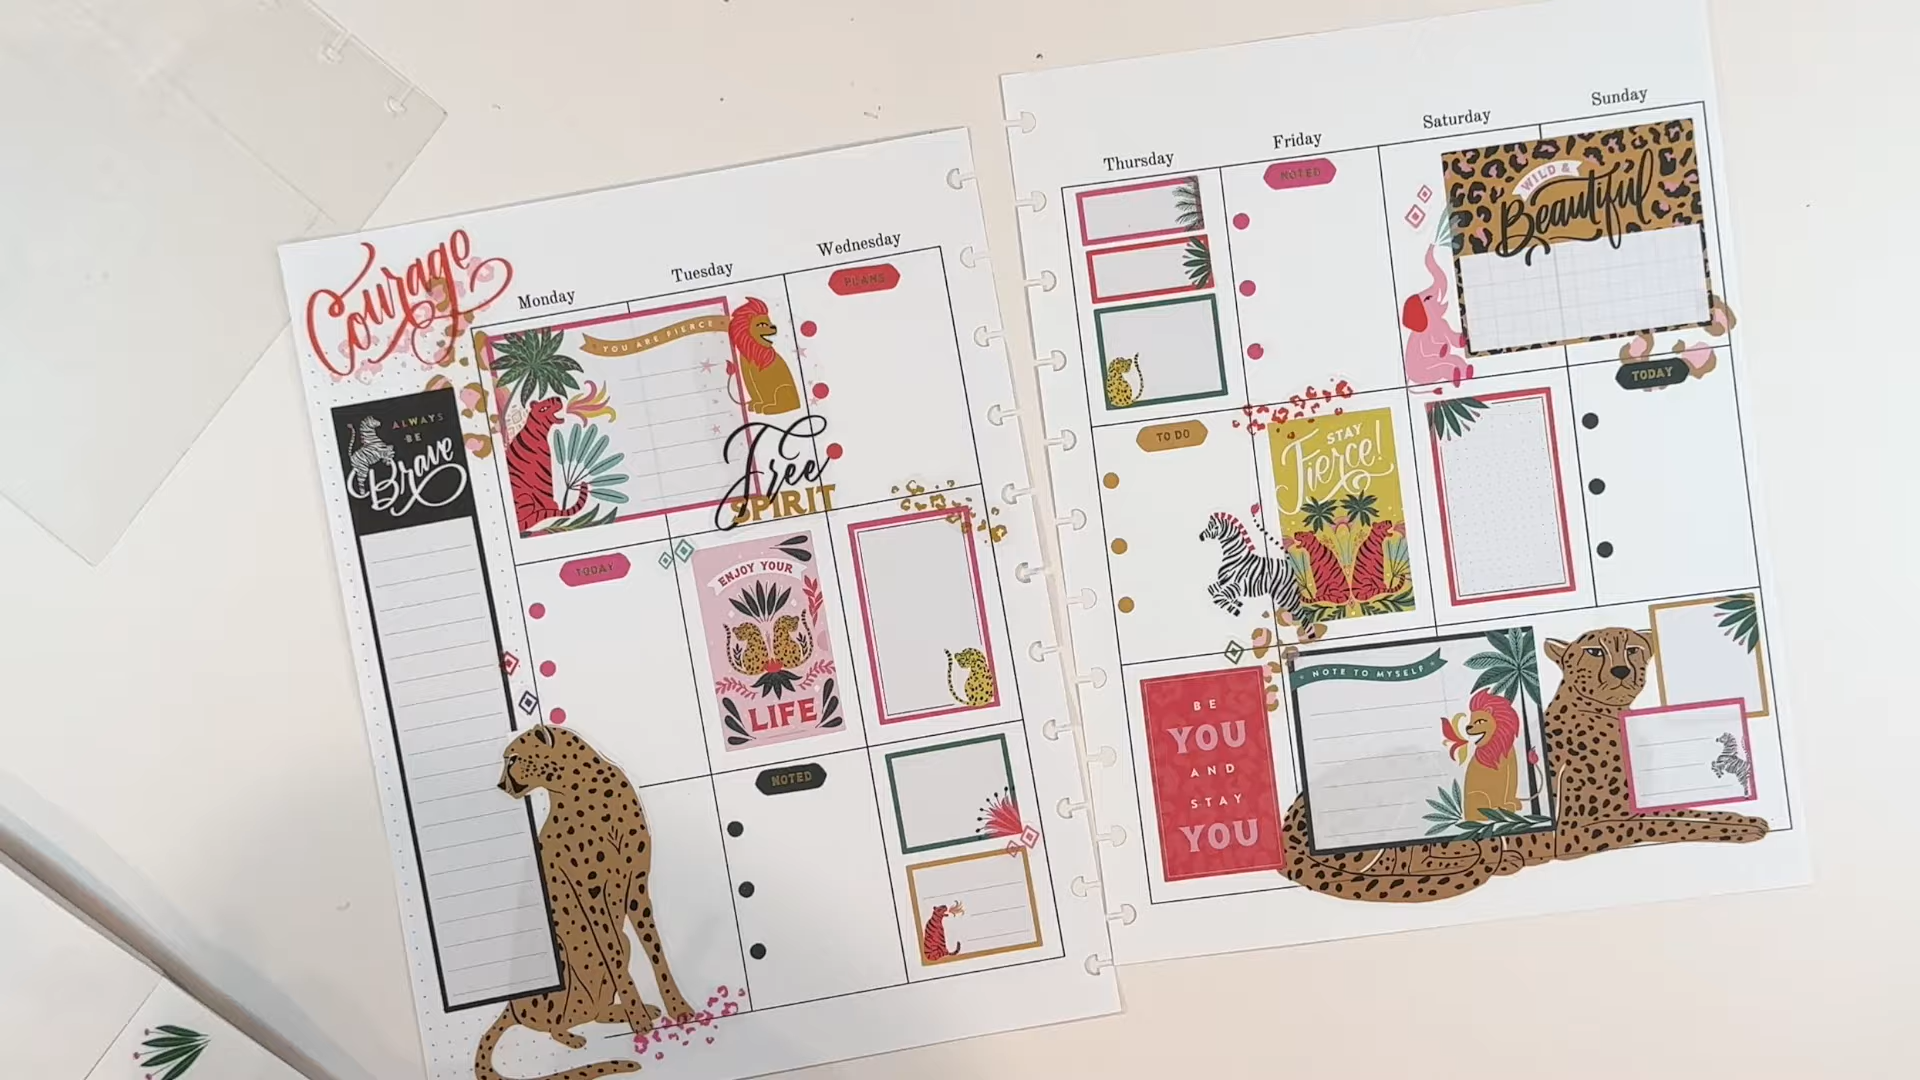 Courage
Monday
Tuesday
Wednesday
ALWAYS
BE
Brave
YOU ARE FIERCE
PLANS
Free
SPIRIT
TODAY
ENJOY YOUR
LIFE
NOTED
Thursday
Friday
Saturday
Sunday
NOTED
WILD &
Beautiful
TO DO
STAY
Fierce!
TODAY
BE
YOU
AND
STAY
YOU
NOTE TO MYSELF